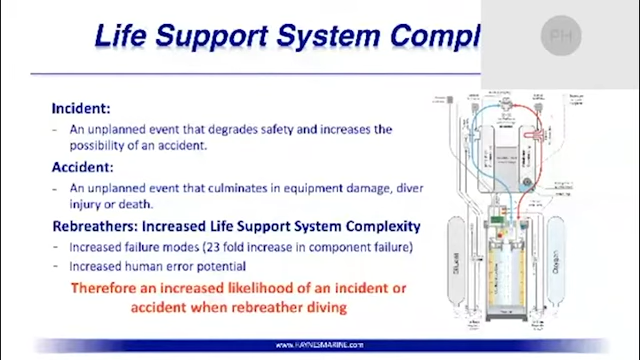 Life Support System Compl
PH
Incident:
- An unplanned event that degrades safety and increases the
possibility of an accident.
Accident:
- An unplanned event that culminates in equipment damage, diver
injury or death.
Rebreathers: Increased Life Support System Complexity
- Increased failure modes (23 fold increase in component failure)
- Increased human error potential
Therefore an increased likelihood of an incident or
accident when rebreather diving
Diluent
Oxygen
www.HAYNESMARINE.com